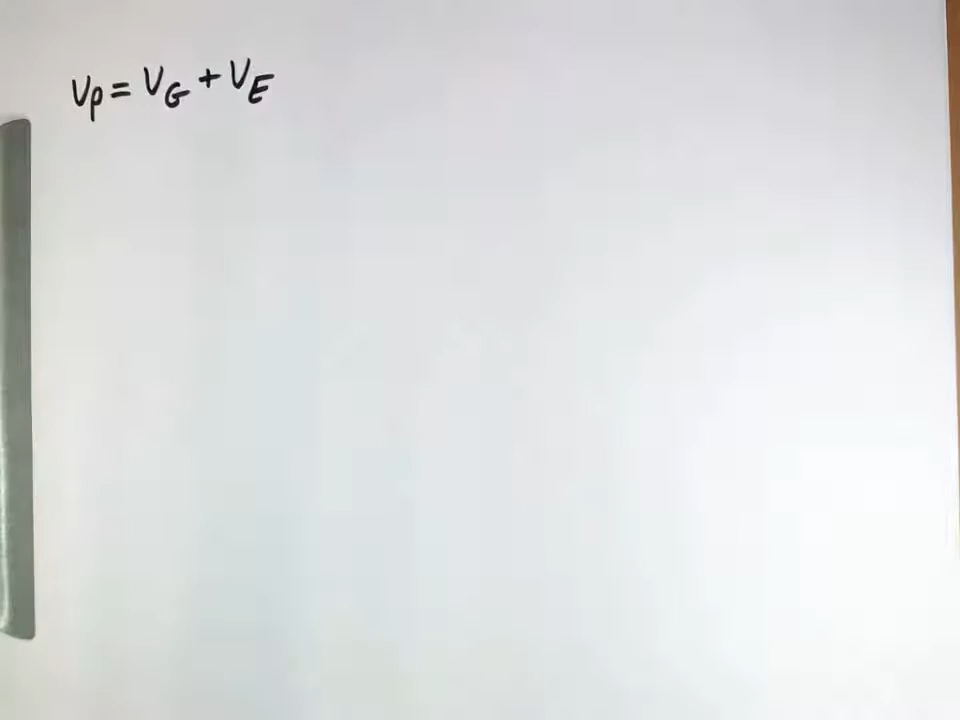 Vp = VG + VE